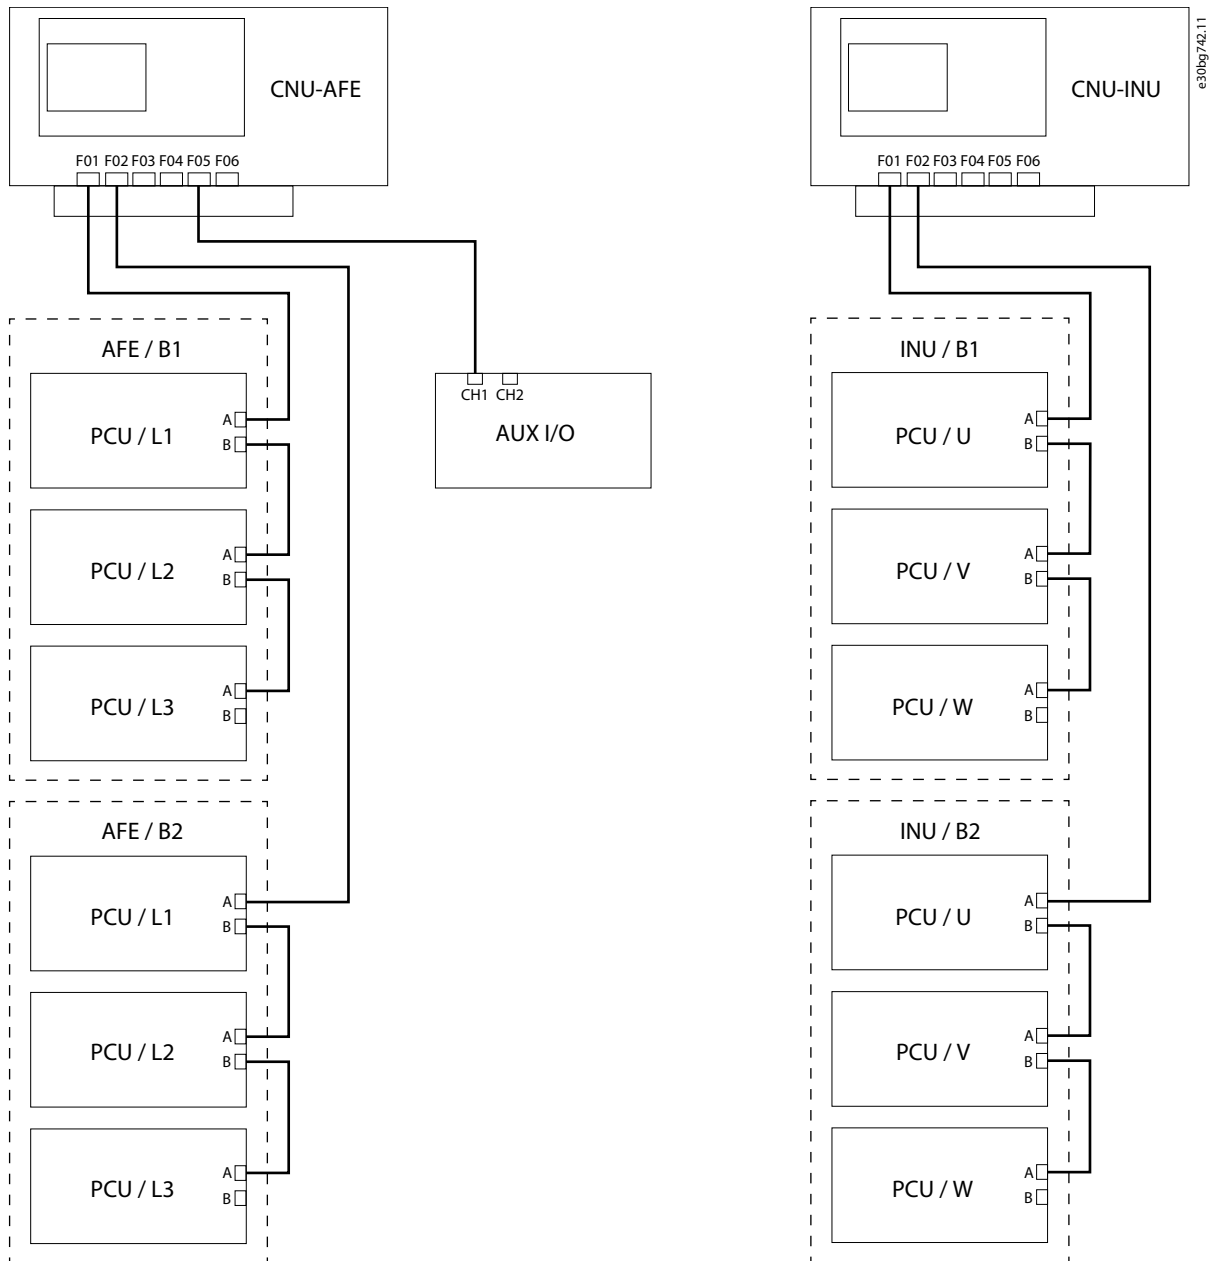 CNU-AFE
F01 F02 F03 F04 F05 F06
AFE / B1
PCU / L1
A
B
PCU / L2
A
B
PCU / L3
A
B
AFE / B2
PCU / L1
A
B
PCU / L2
A
B
PCU / L3
A
B
CH1 CH2
AUX I/O
CNU-INU
F01 F02 F03 F04 F05 F06
INU / B1
PCU / U
A
B
PCU / V
A
B
PCU / W
A
B
INU / B2
PCU / U
A
B
PCU / V
A
B
PCU / W
A
B
e30bg742.11